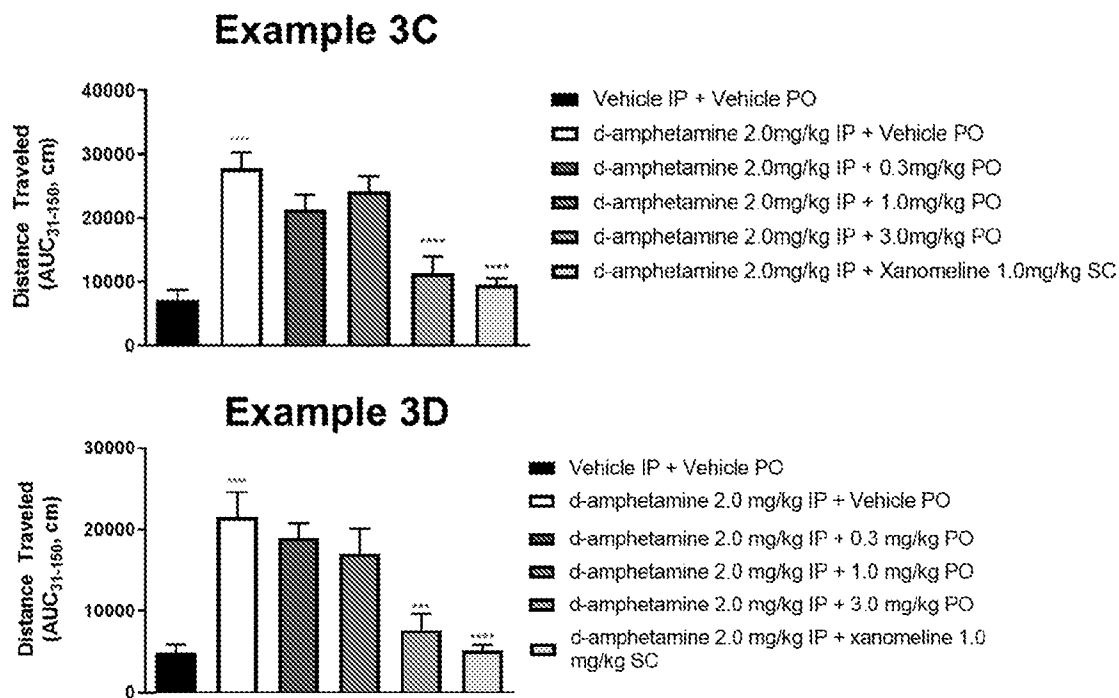 Example 3C
Distance Traveled
(AUC31-150, cm)
40000
30000
20000
10000
0
****
****
****
Vehicle IP + Vehicle PO
d-amphetamine 2.0mg/kg IP + Vehicle PO
d-amphetamine 2.0mg/kg IP + 0.3mg/kg PO
d-amphetamine 2.0mg/kg IP + 1.0mg/kg PO
d-amphetamine 2.0mg/kg IP + 3.0mg/kg PO
d-amphetamine 2.0mg/kg IP + Xanomeline 1.0mg/kg SC
Example 3D
Distance Traveled
(AUC31-150, cm)
30000
20000
10000
0
****
***
****
Vehicle IP + Vehicle PO
d-amphetamine 2.0 mg/kg IP + Vehicle PO
d-amphetamine 2.0 mg/kg IP + 0.3 mg/kg PO
d-amphetamine 2.0 mg/kg IP + 1.0 mg/kg PO
d-amphetamine 2.0 mg/kg IP + 3.0 mg/kg PO
d-amphetamine 2.0 mg/kg IP + xanomeline 1.0
mg/kg SC